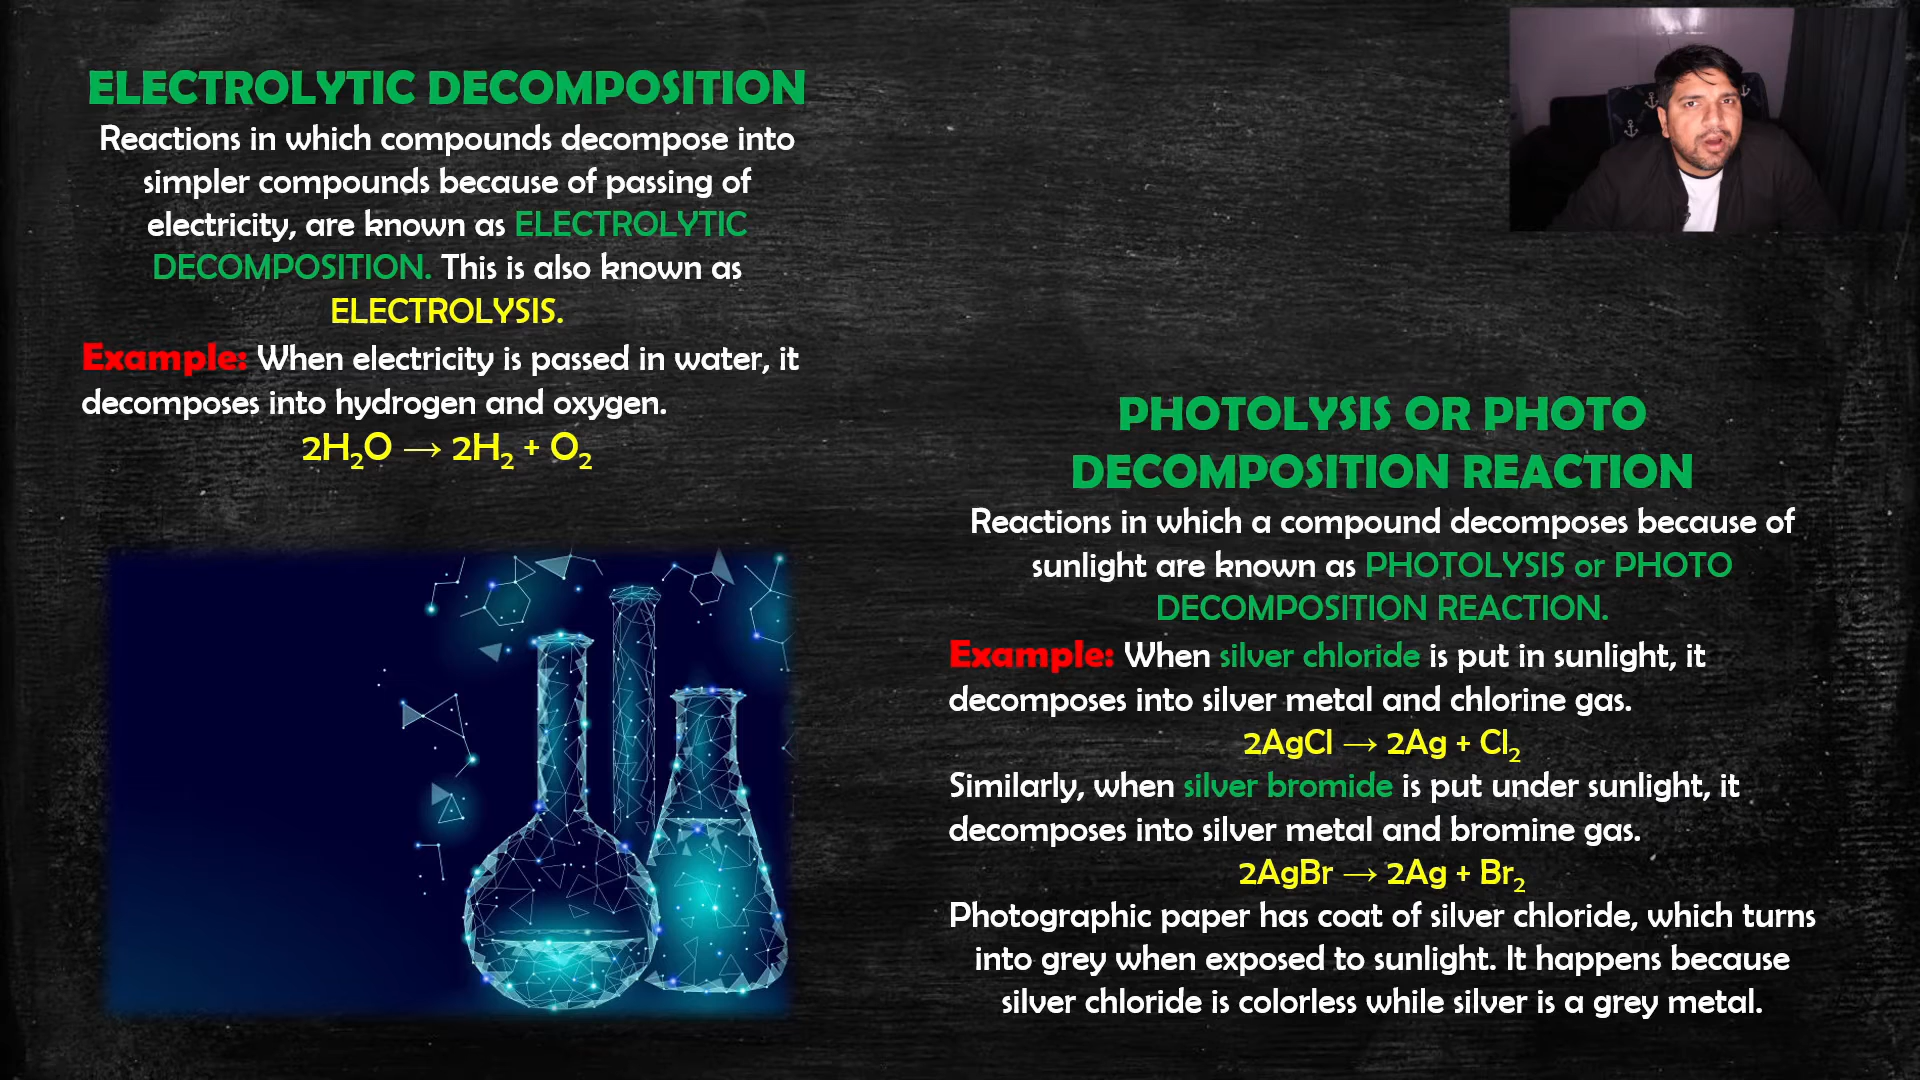 ELECTROLYTIC DECOMPOSITION
Reactions in which compounds decompose into
simpler compounds because of passing of
electricity, are known as ELECTROLYTIC
DECOMPOSITION. This is also known as
ELECTROLYSIS.
Example: When electricity is passed in water, it
decomposes into hydrogen and oxygen.
2H₂O → 2H₂ + O₂
PHOTOLYSIS OR PHOTO
DECOMPOSITION REACTION
Reactions in which a compound decomposes because of
sunlight are known as PHOTOLYSIS or PHOTO
DECOMPOSITION REACTION.
Example: When silver chloride is put in sunlight, it
decomposes into silver metal and chlorine gas.
2AgCl → 2Ag + Cl₂
Similarly, when silver bromide is put under sunlight, it
decomposes into silver metal and bromine gas.
2AgBr → 2Ag + Br₂
Photographic paper has coat of silver chloride, which turns
into grey when exposed to sunlight. It happens because
silver chloride is colorless while silver is a grey metal.